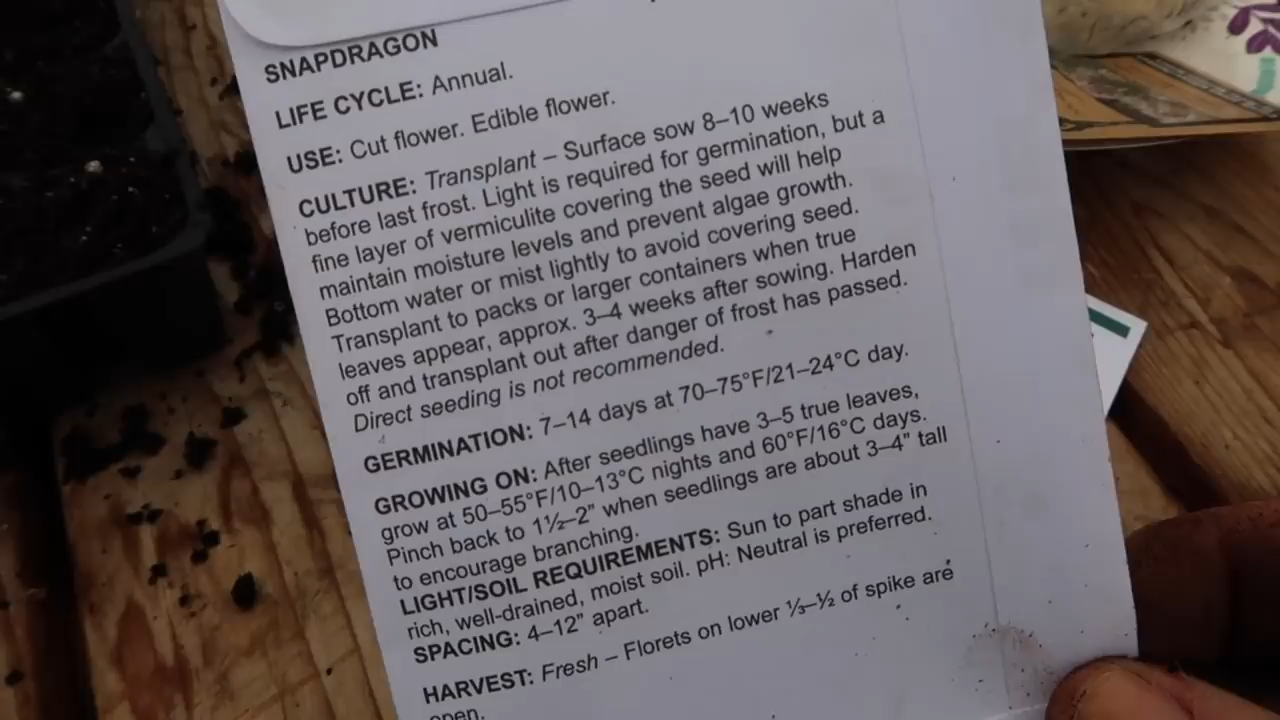 SNAPDRAGON
LIFE CYCLE: Annual.
USE: Cut flower. Edible flower.
CULTURE: Transplant – Surface sow 8–10 weeks
before last frost. Light is required for germination, but a
fine layer of vermiculite covering the seed will help
maintain moisture levels and prevent algae growth.
Bottom water or mist lightly to avoid covering seed.
Transplant to packs or larger containers when true
leaves appear, approx. 3–4 weeks after sowing. Harden
off and transplant out after danger of frost has passed.
Direct seeding is not recommended.
GERMINATION: 7–14 days at 70–75°F/21–24°C day.
GROWING ON: After seedlings have 3–5 true leaves,
grow at 50–55°F/10–13°C nights and 60°F/16°C days.
Pinch back to 1½–2" when seedlings are about 3–4" tall
to encourage branching.
LIGHT/SOIL REQUIREMENTS: Sun to part shade in
rich, well-drained, moist soil. pH: Neutral is preferred.
SPACING: 4–12" apart.
HARVEST: Fresh – Florets on lower ⅓–½ of spike are
open.